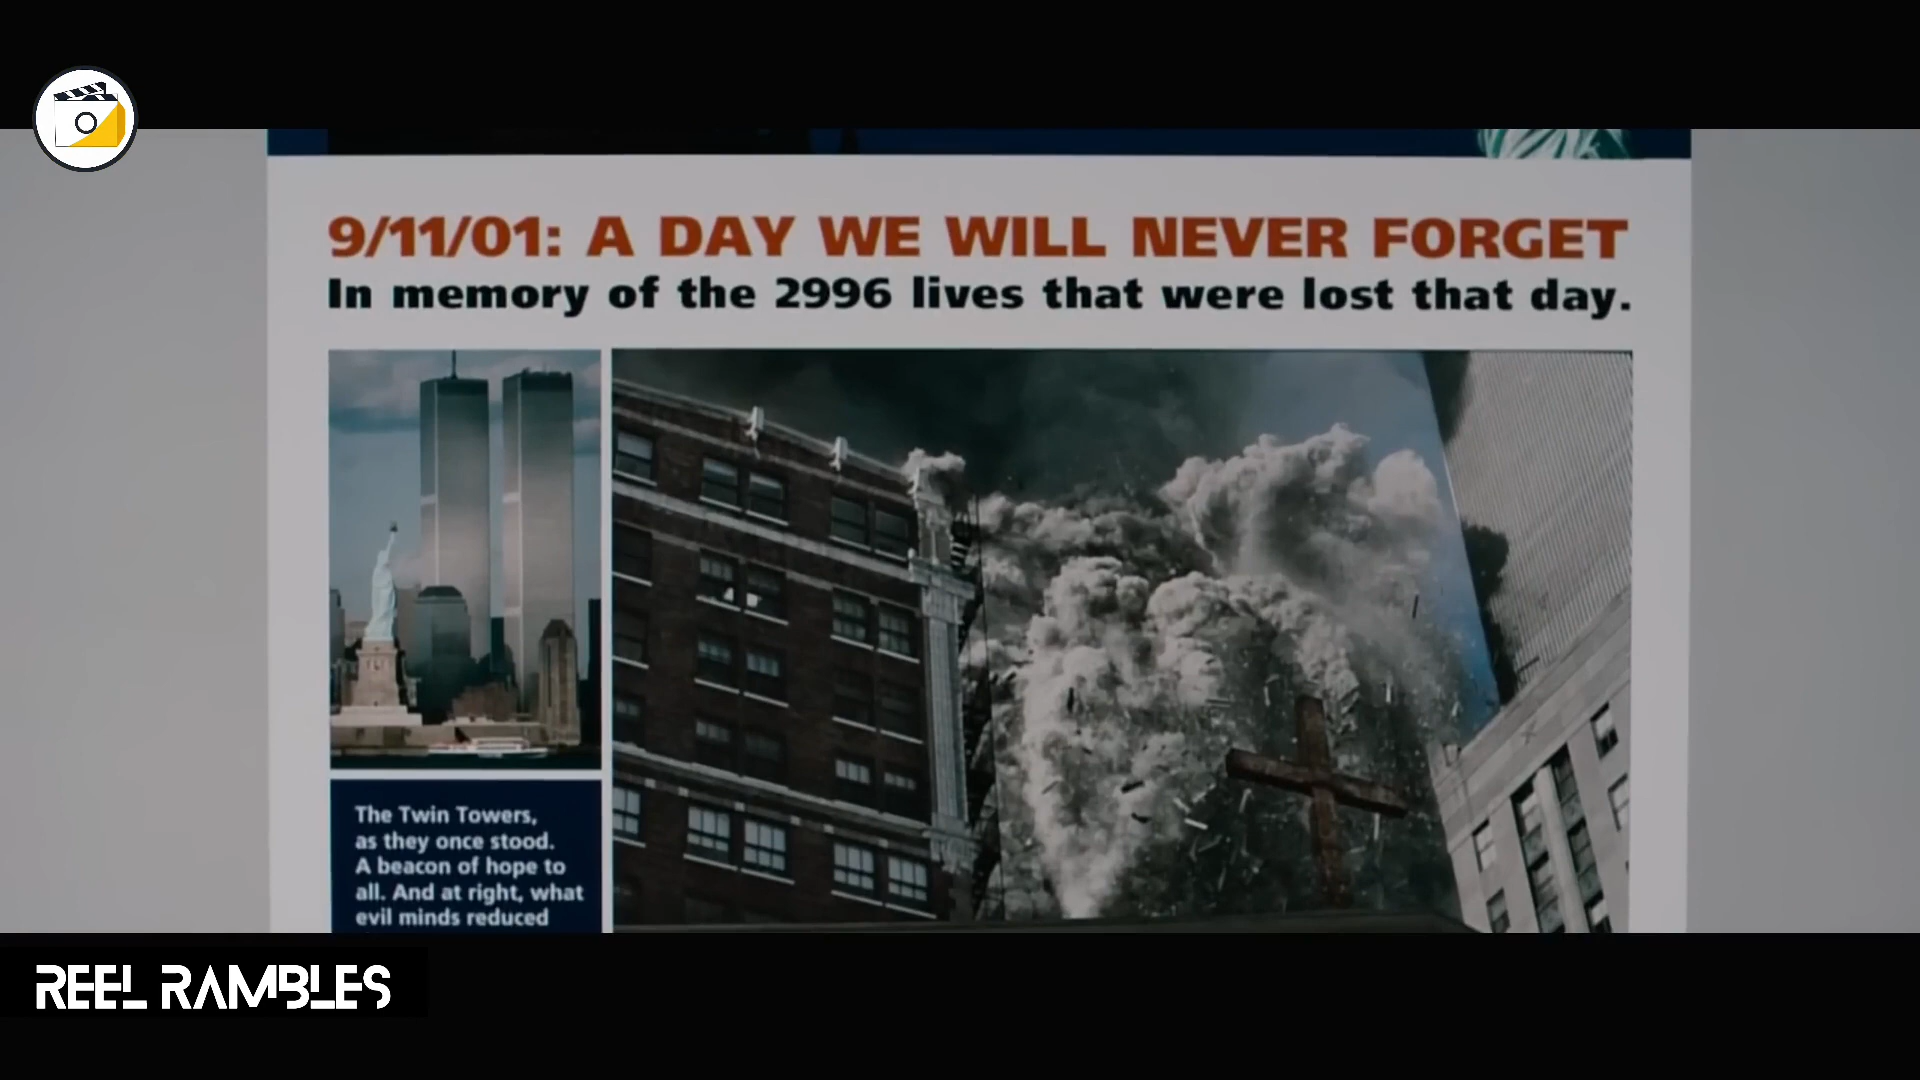 9/11/01: A DAY WE WILL NEVER FORGET
In memory of the 2996 lives that were lost that day.
The Twin Towers,
as they once stood.
A beacon of hope to
all. And at right, what
evil minds reduced
REEL RAMBLES